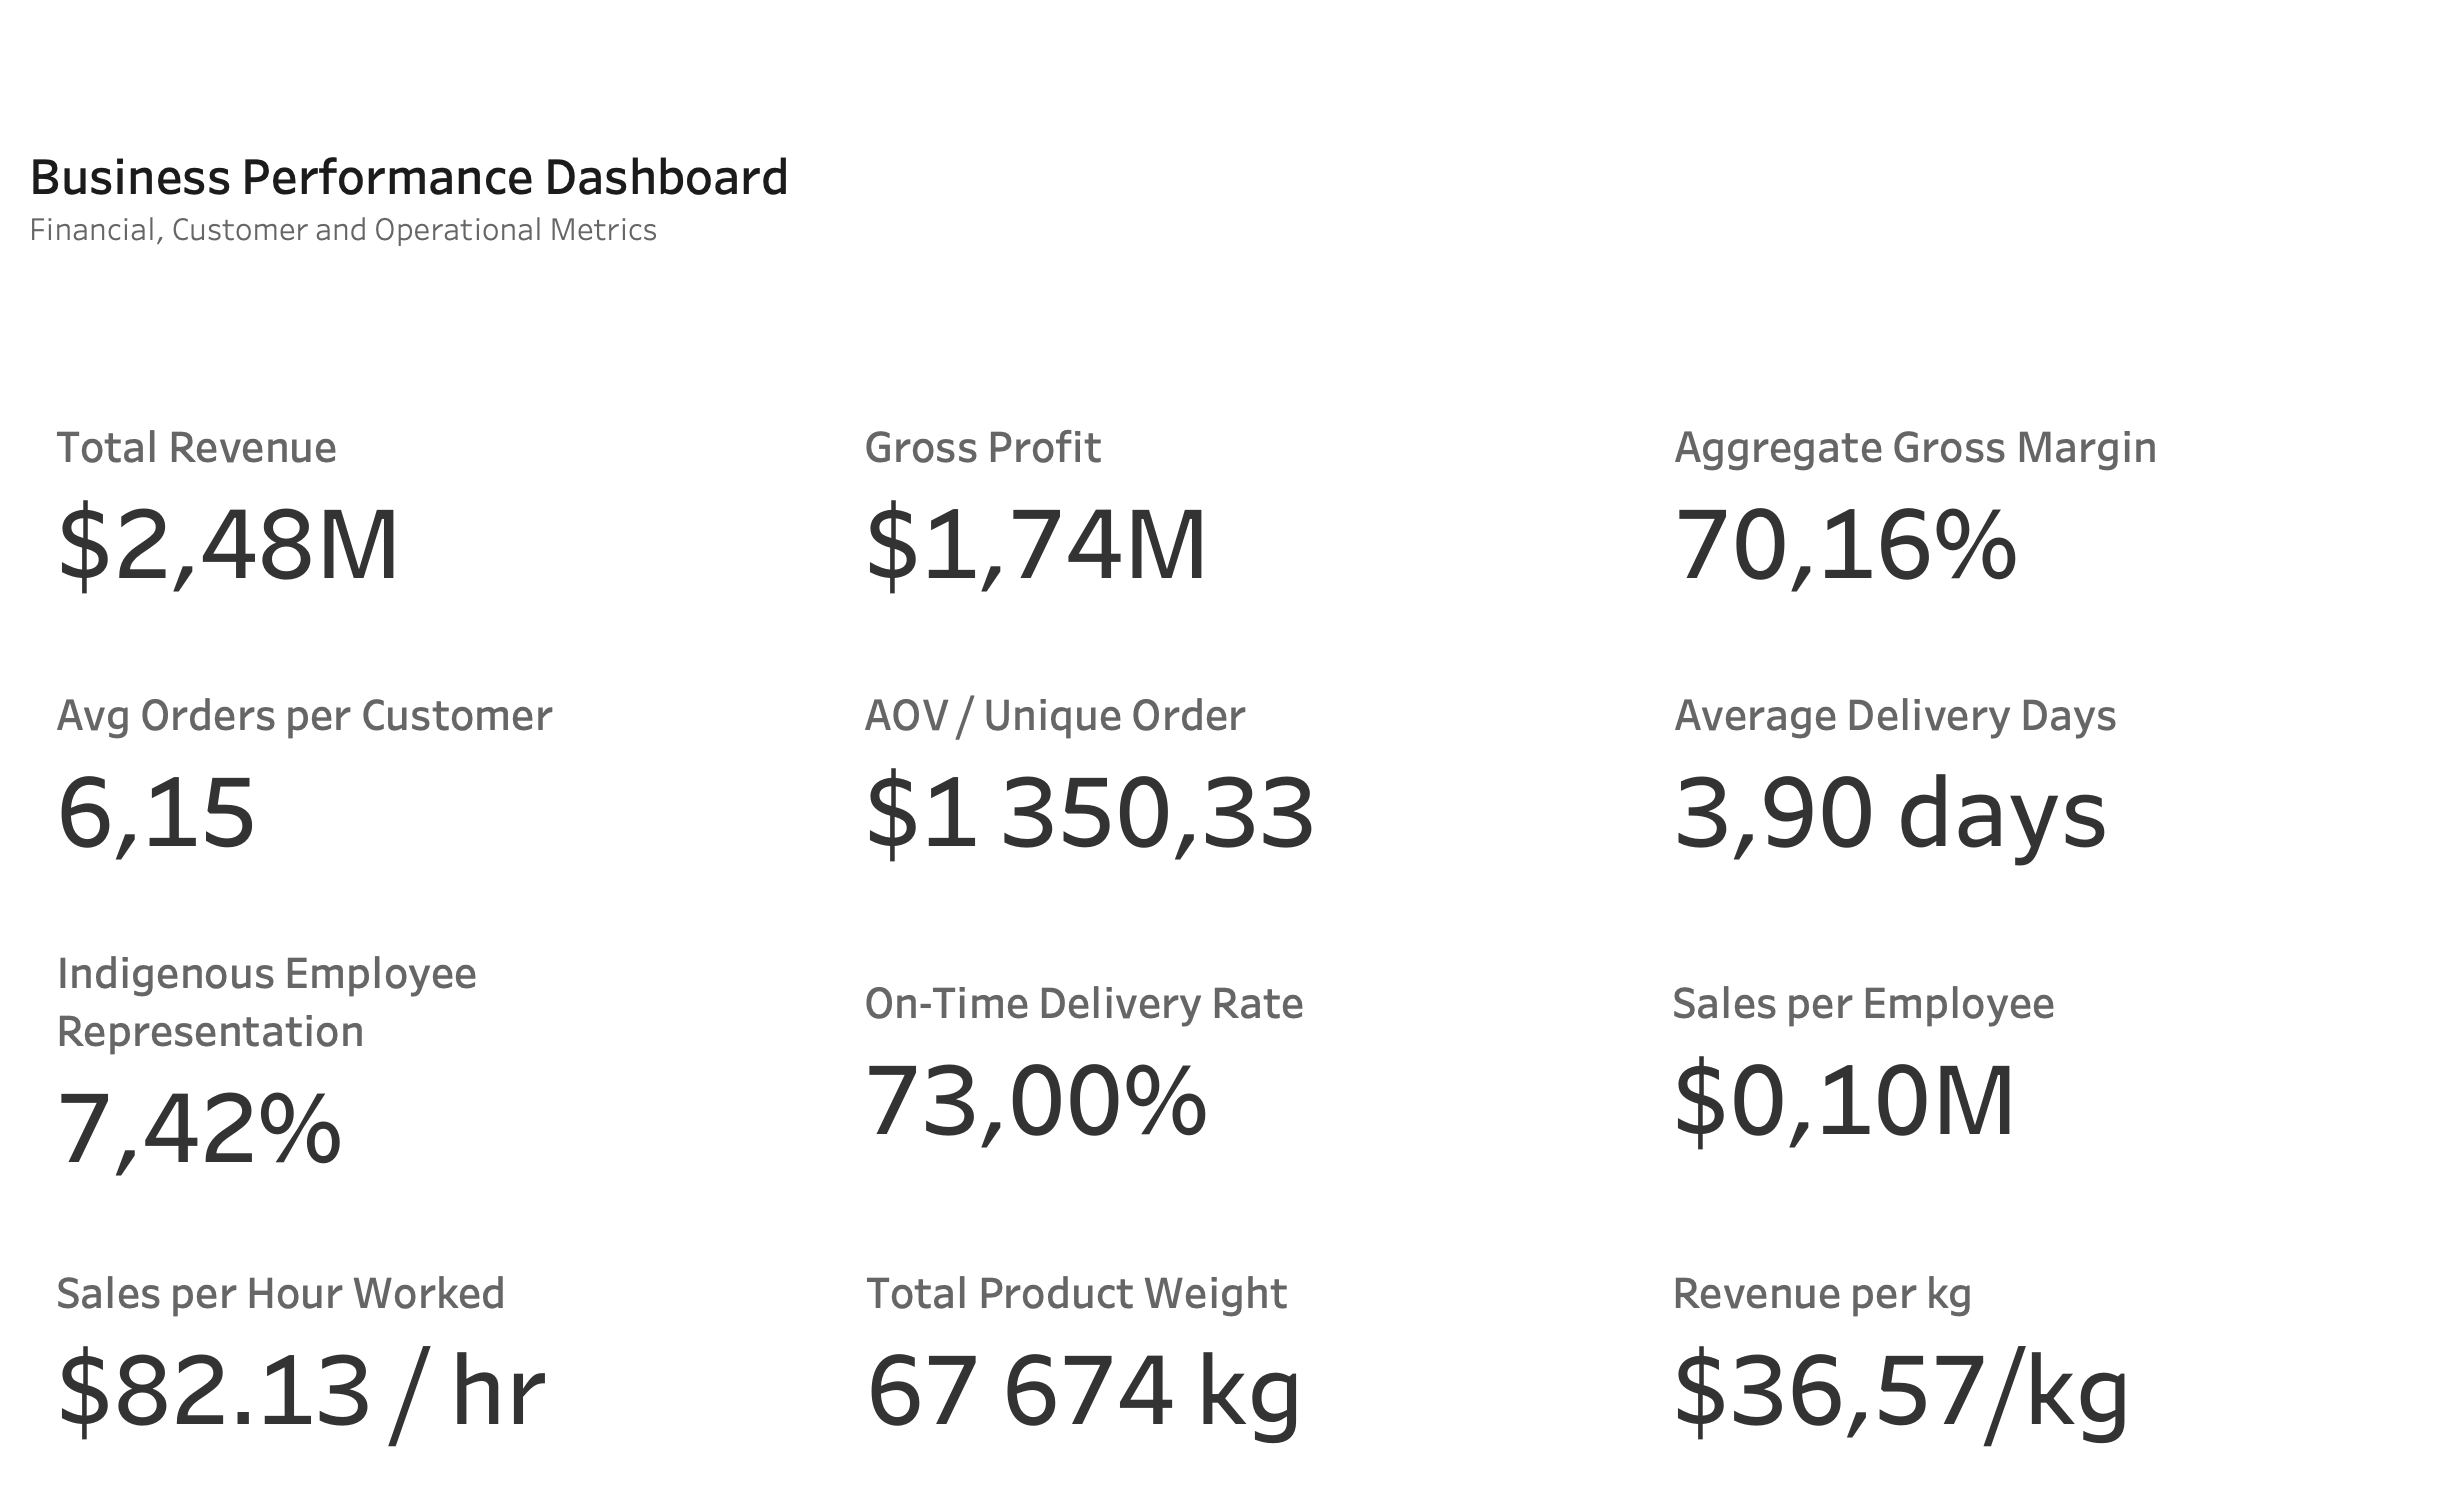 Business Performance Dashboard
Financial, Customer and Operational Metrics
Total Revenue
$2,48M
Gross Profit
$1,74M
Aggregate Gross Margin
70,16%
Avg Orders per Customer
6,15
AOV / Unique Order
$1 350,33
Average Delivery Days
3,90 days
Indigenous Employee
Representation
7,42%
On-Time Delivery Rate
73,00%
Sales per Employee
$0,10M
Sales per Hour Worked
$82.13 / hr
Total Product Weight
67 674 kg
Revenue per kg
$36,57/kg